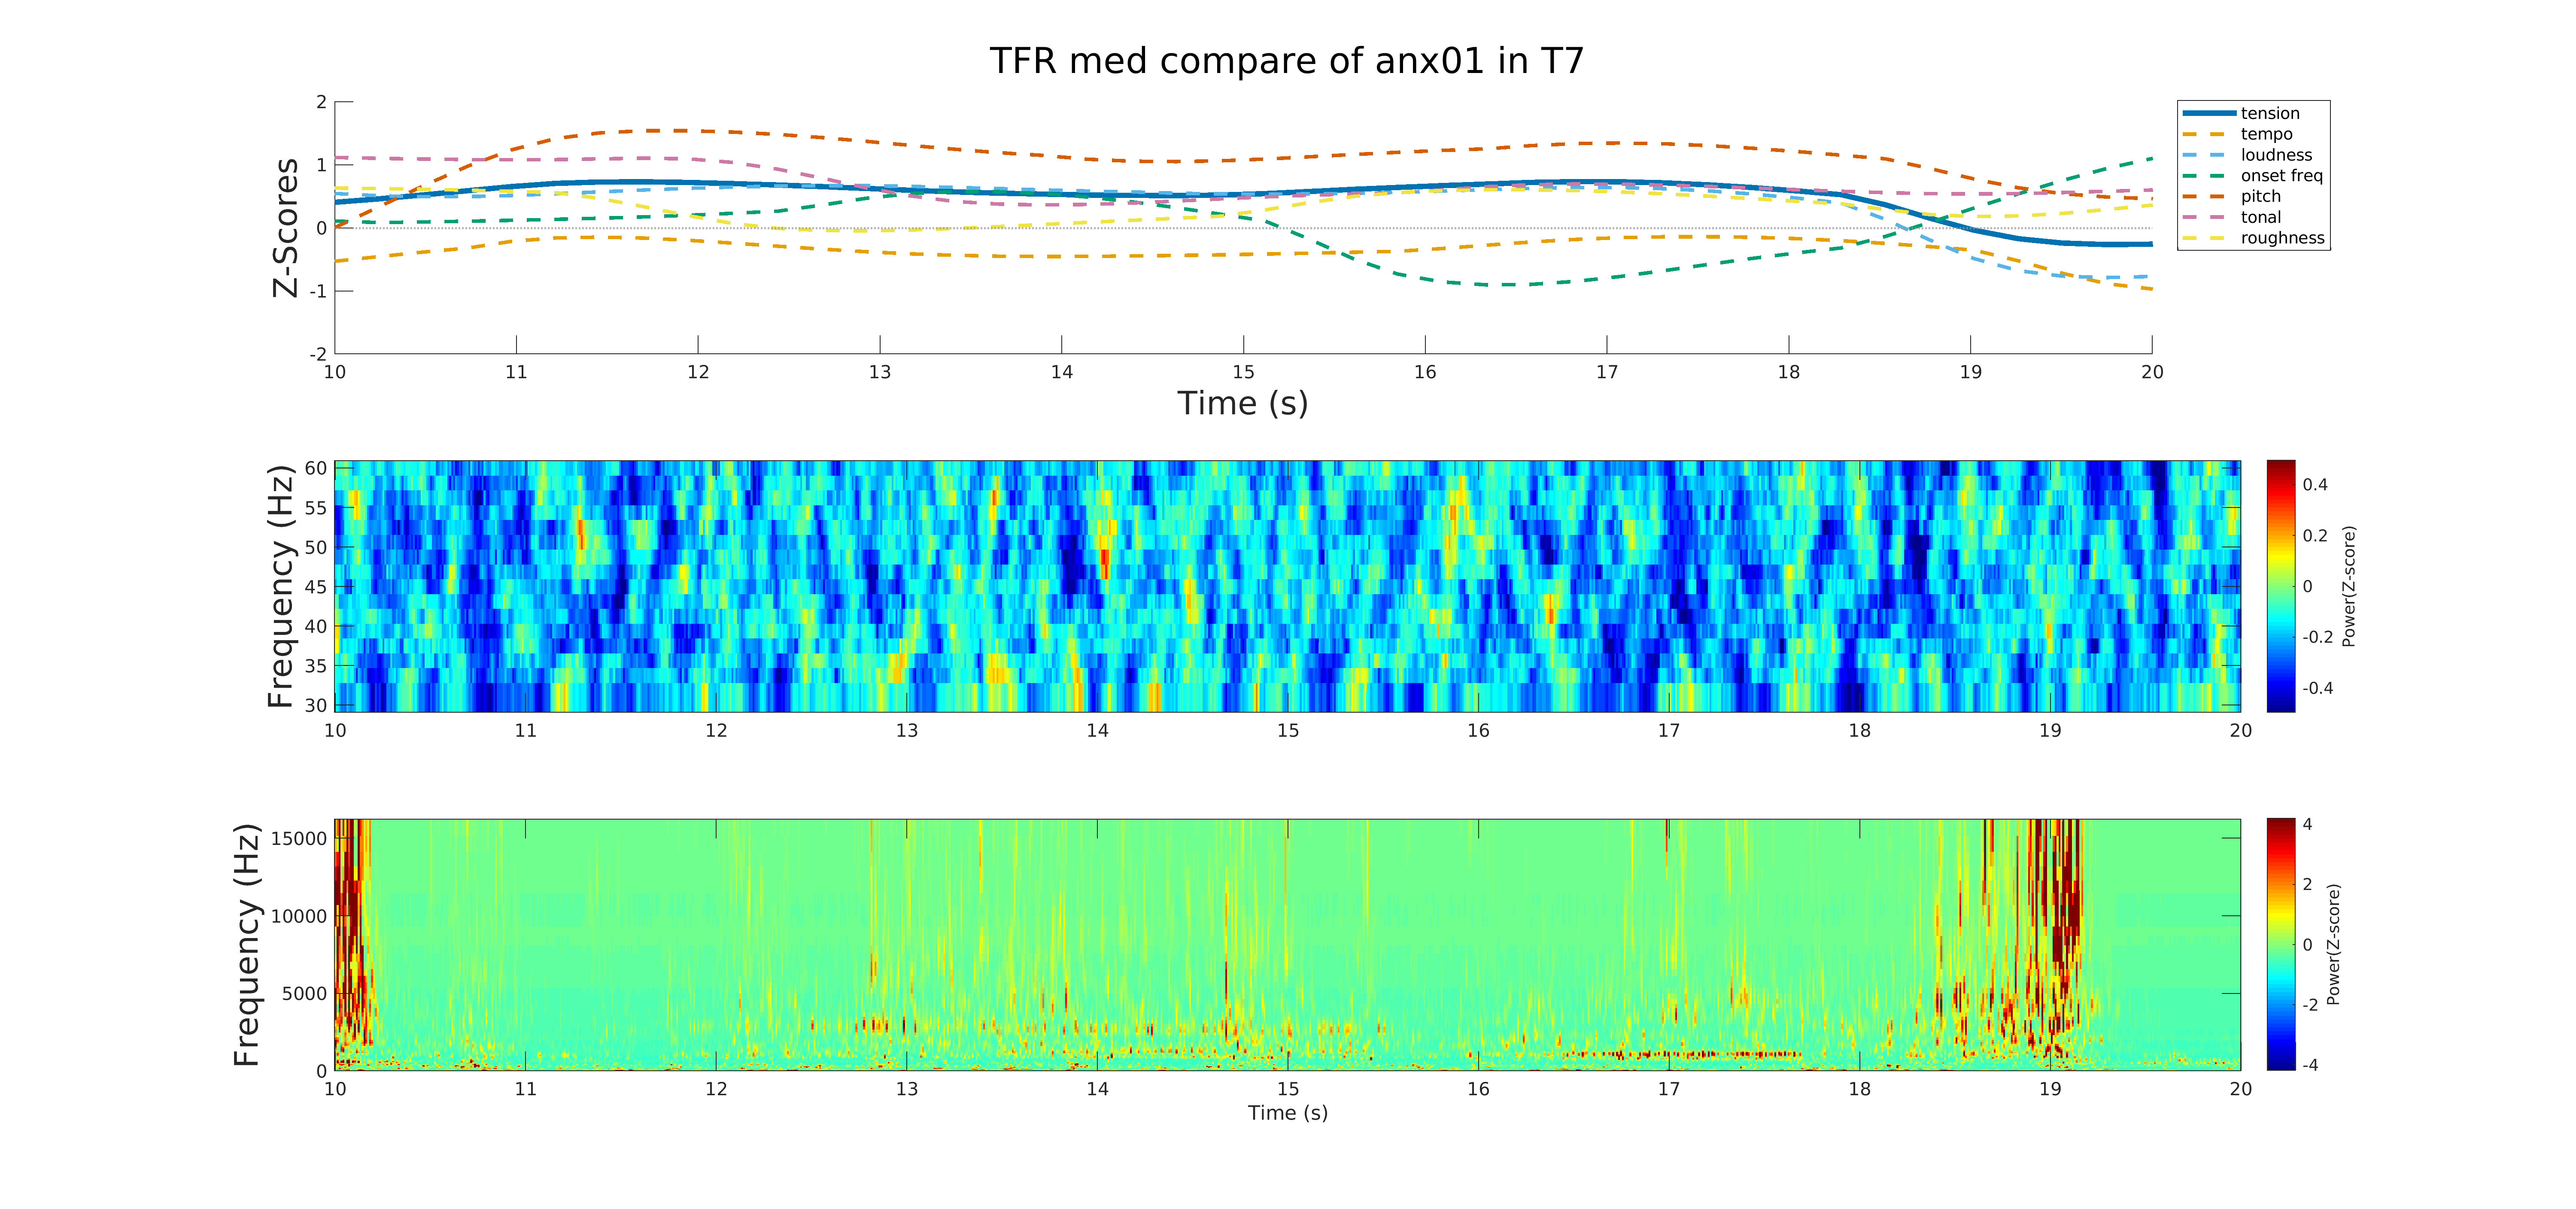 TFR med compare of anx01 in T7
Z-Scores
2
1
0
-1
-2
10 11 12 13 14 15 16 17 18 19 20
Time (s)
tension
tempo
loudness
onset freq
pitch
tonal
roughness
Frequency (Hz)
60
55
50
45
40
35
30
10 11 12 13 14 15 16 17 18 19 20
0.4
0.2
0
-0.2
-0.4
Power(Z-score)
Frequency (Hz)
15000
10000
5000
0
10 11 12 13 14 15 16 17 18 19 20
Time (s)
4
2
0
-2
-4
Power(Z-score)